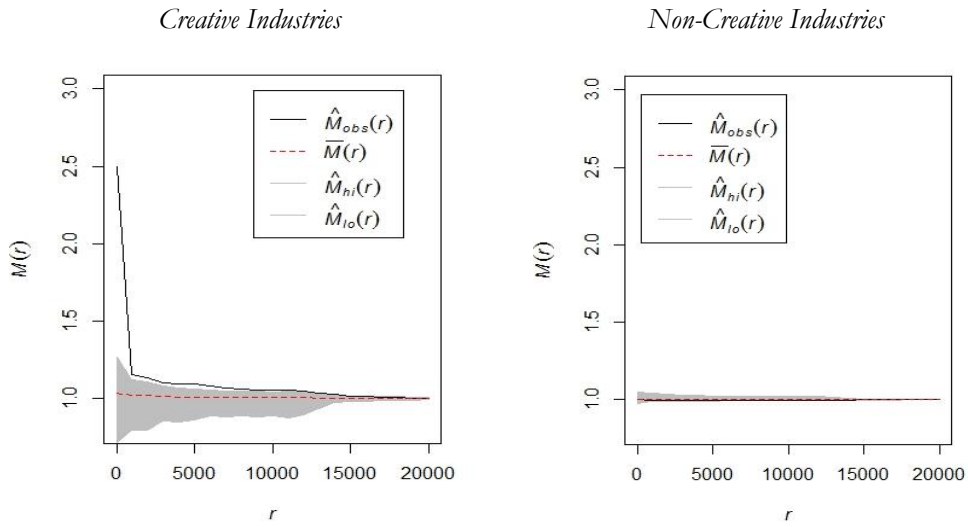 Creative Industries
Non-Creative Industries
3.0
2.5
2.0
1.5
1.0
M(r)
M̂obs(r)
M̄(r)
M̂hi(r)
M̂lo(r)
0 5000 10000 15000 20000
r
3.0
2.5
2.0
1.5
1.0
M(r)
M̂obs(r)
M̄(r)
M̂hi(r)
M̂lo(r)
0 5000 10000 15000 20000
r